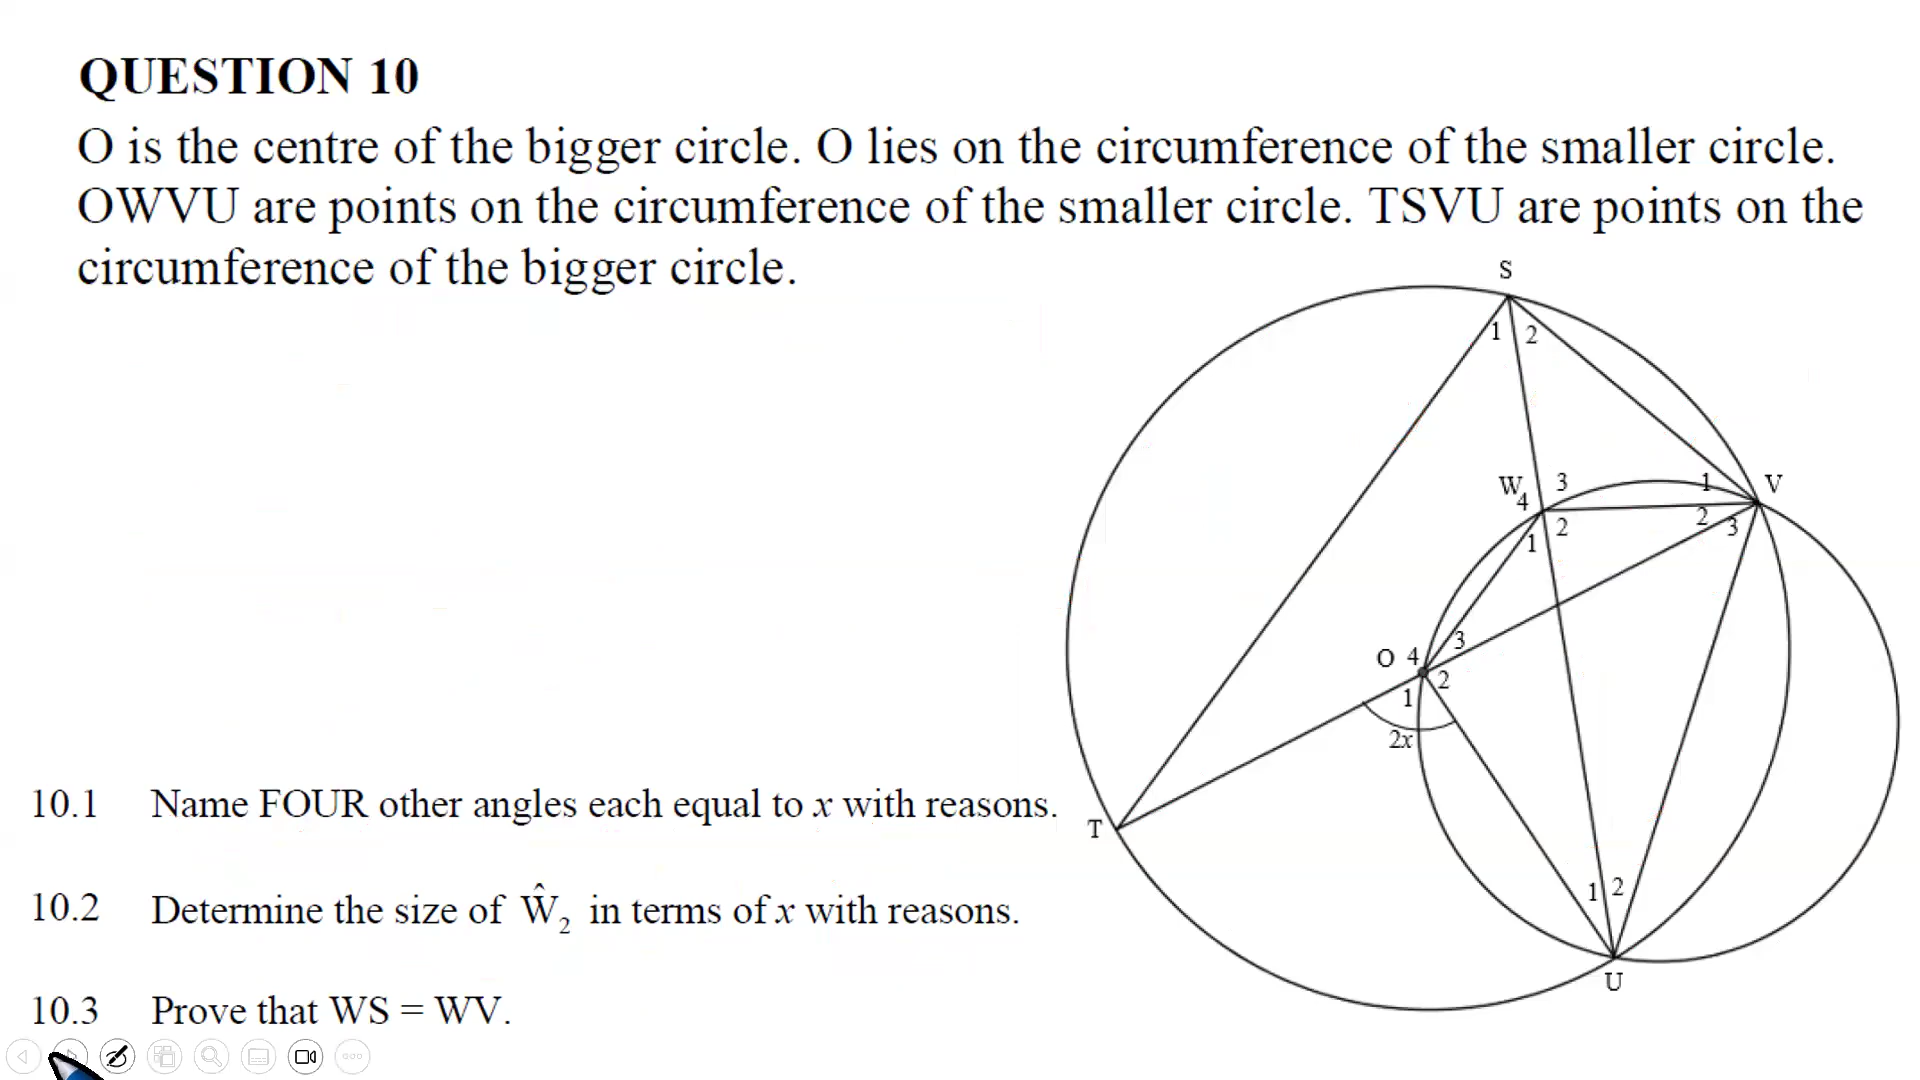 QUESTION 10
O is the centre of the bigger circle. O lies on the circumference of the smaller circle.
OWVU are points on the circumference of the smaller circle. TSVU are points on the
circumference of the bigger circle.
S
1 2
W 4 3 1 V
1 2 2 3
O 4 3
1 2
2x
T
1 2
U
10.1 Name FOUR other angles each equal to x with reasons.
10.2 Determine the size of Ŵ₂ in terms of x with reasons.
10.3 Prove that WS = WV.